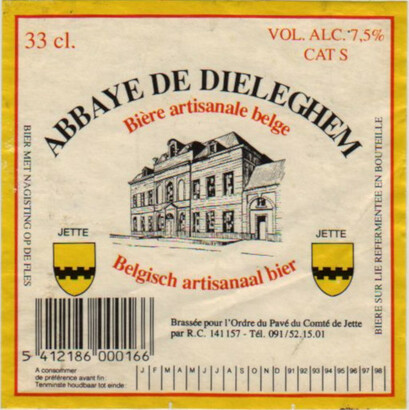 33 cl.
VOL. ALC. 7,5%
CAT S
ABBAYE DE DIELEGHEM
Bière artisanale belge
BIER MET NAGISTING OP DE FLES
BIERE SUR LIE REFERMENTEE EN BOUTEILLE
JETTE
JETTE
Belgisch artisanaal bier
Brassée pour l'Ordre du Pavé du Comté de Jette
par R.C. 141157 - Tél. 091/52.15.01
5 412186 000166
A consommer
de préférence avant fin:
Tenminste houdbaar tot einde:
J F M A M J J A S O N D 91 92 93 94 95 96 97 98